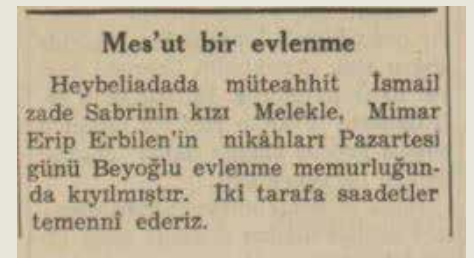 Mes'ut bir evlenme
Heybeliadada müteahhit İsmail
zade Sabrinin kızı Melekle, Mimar
Erip Erbilen'in nikâhları Pazartesi
günü Beyoğlu evlenme memurluğun-
da kıyılmıştır. İki tarafa saadetler
temennî ederiz.